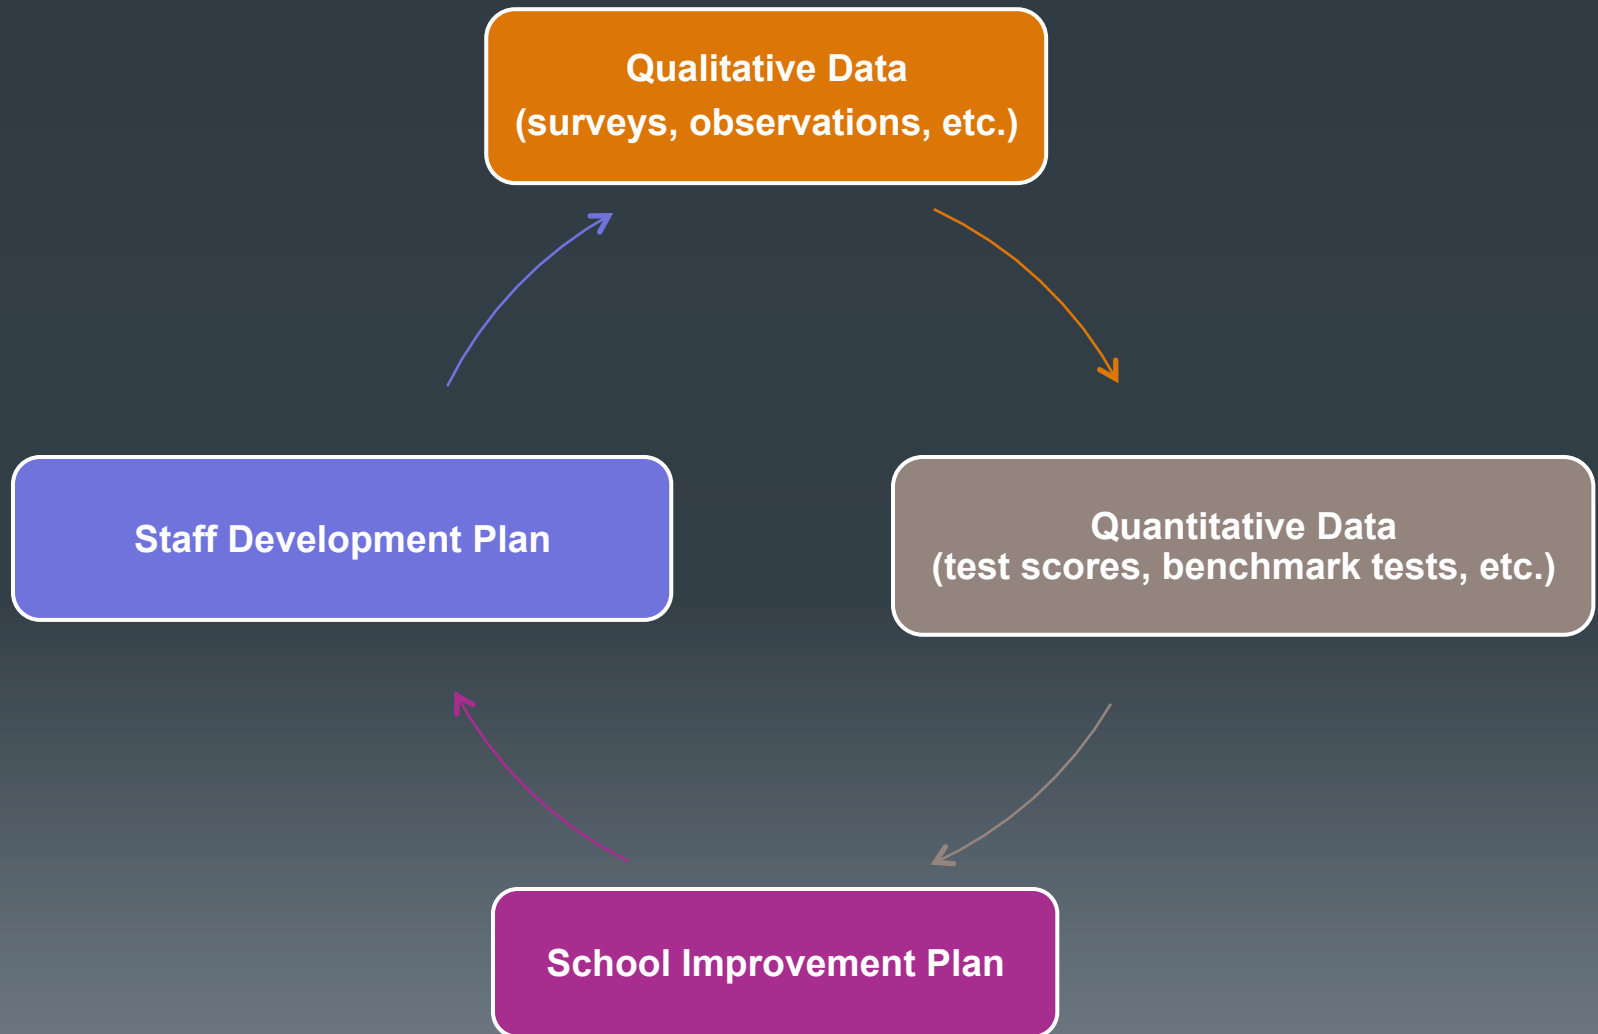 Qualitative Data
(surveys, observations, etc.)
Staff Development Plan
Quantitative Data
(test scores, benchmark tests, etc.)
School Improvement Plan